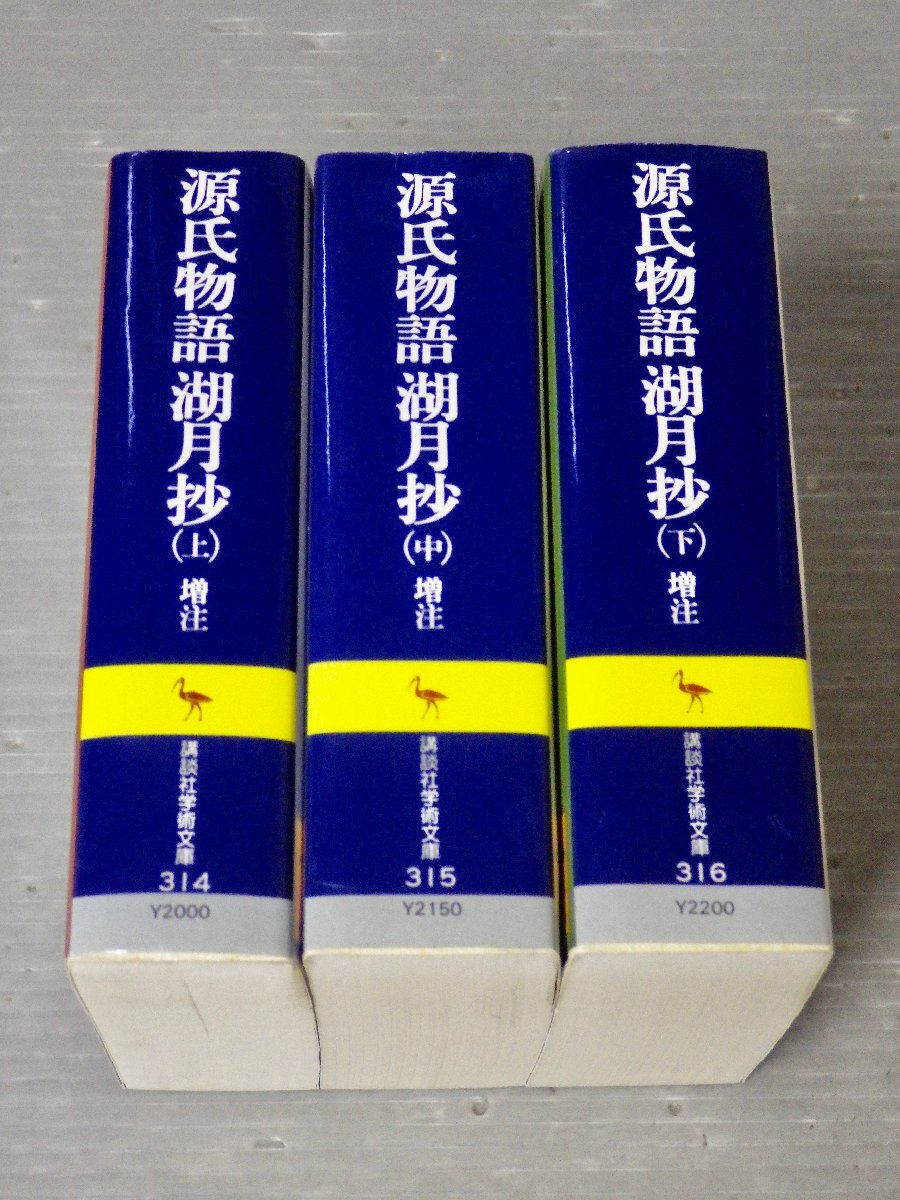 源氏物語 湖月抄(上) 増注
講談社学術文庫
314
Y2000
源氏物語 湖月抄(中) 増注
講談社学術文庫
315
Y2150
源氏物語 湖月抄(下) 増注
講談社学術文庫
316
Y2200